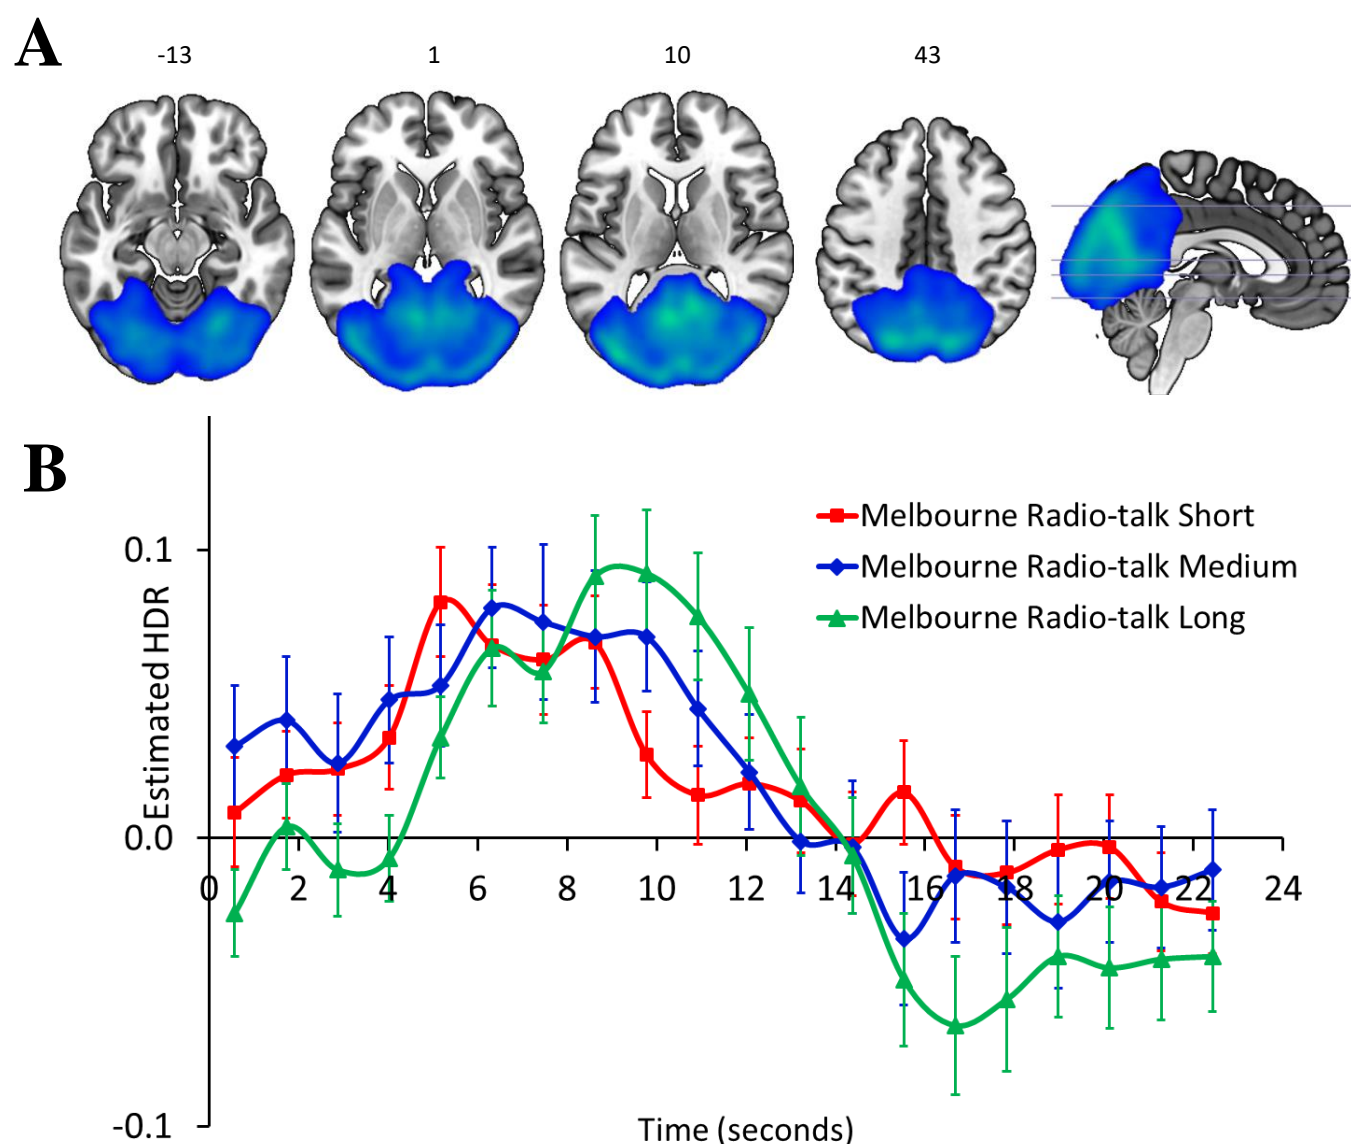 A
-13 1 10 43
B
Melbourne Radio-talk Short
Melbourne Radio-talk Medium
Melbourne Radio-talk Long
Estimated HDR
0.1
0.0
-0.1
0 2 4 6 8 10 12 14 16 18 20 22 24
Time (seconds)